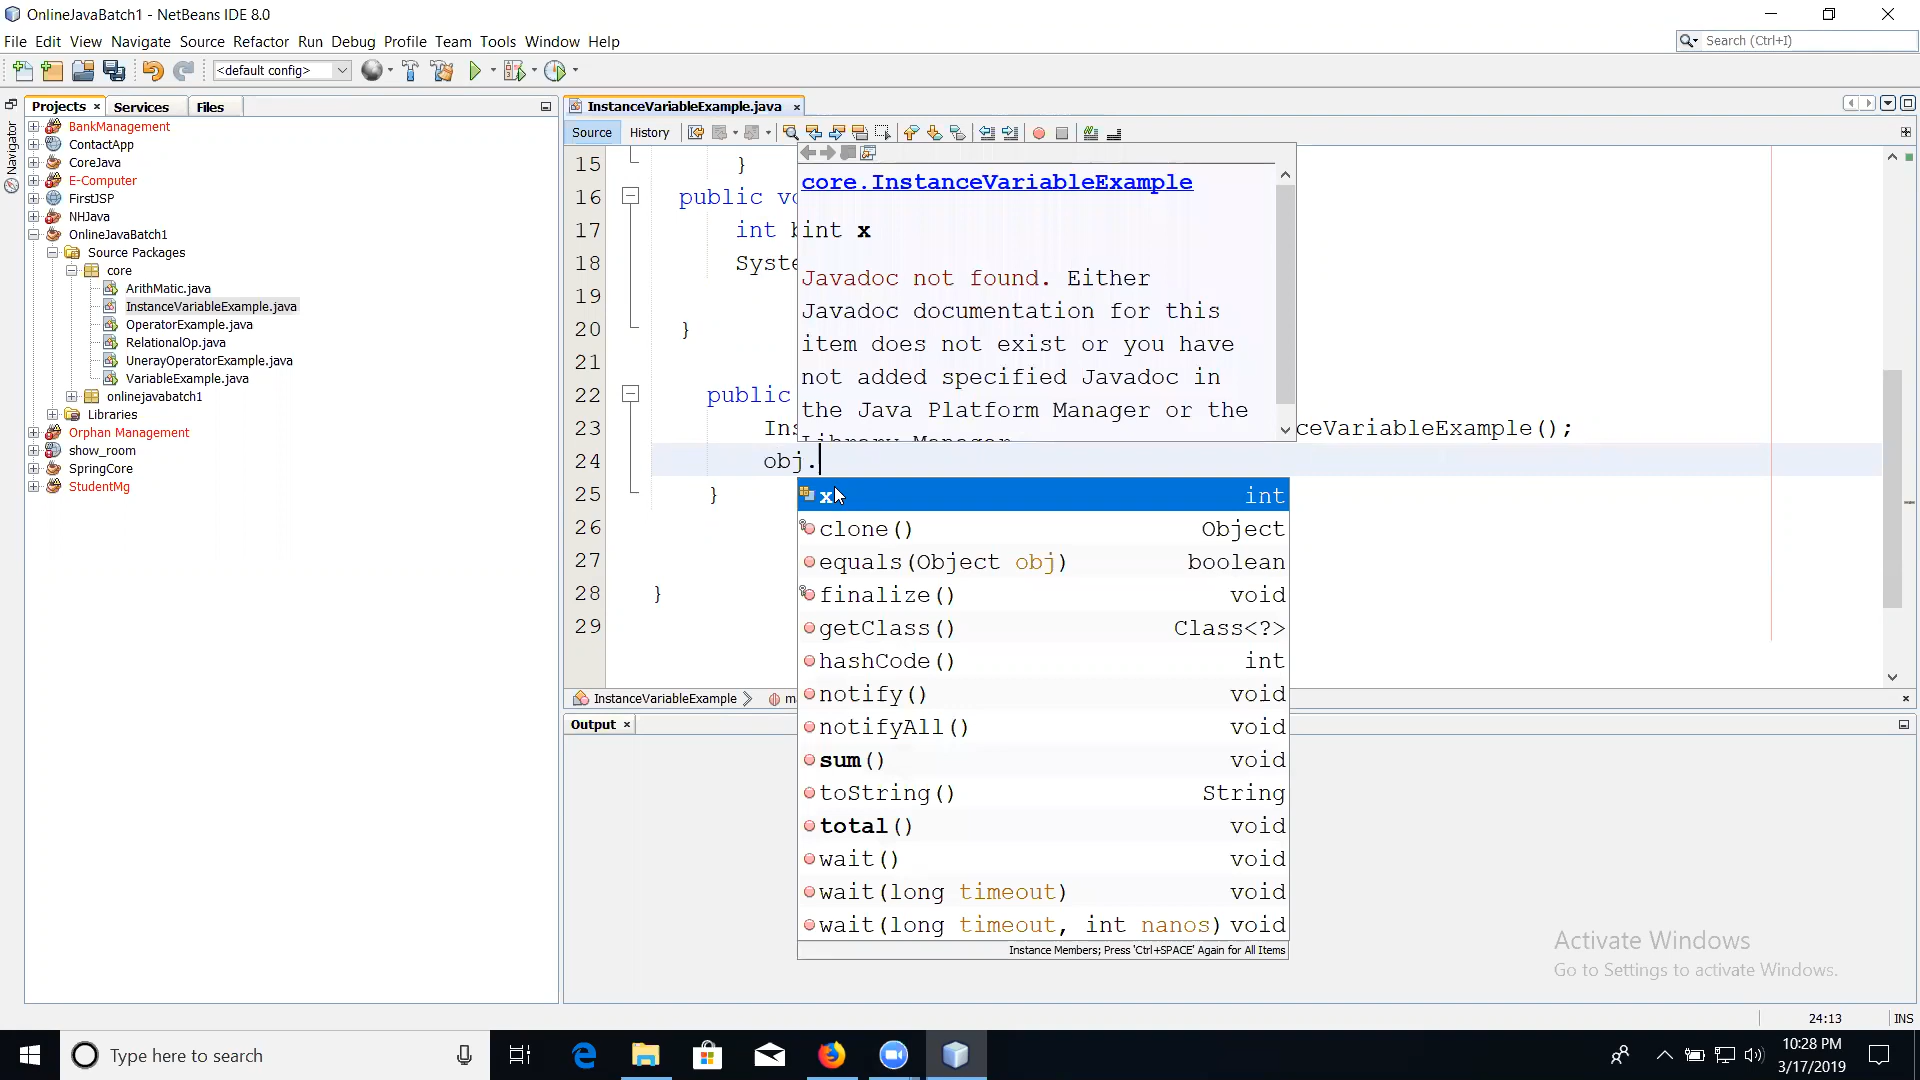 OnlineJavaBatch1 - NetBeans IDE 8.0
File Edit View Navigate Source Refactor Run Debug Profile Team Tools Window Help
Search (Ctrl+I)
<default config>
Projects Services Files
Navigator
BankManagement
ContactApp
CoreJava
E-Computer
FirstJSP
NHJava
OnlineJavaBatch1
Source Packages
core
ArithMatic.java
InstanceVariableExample.java
OperatorExample.java
RelationalOp.java
UnerayOperatorExample.java
VariableExample.java
onlinejavabatch1
Libraries
Orphan Management
show_room
SpringCore
StudentMg
InstanceVariableExample.java
Source History
15 }
16 public vo
17 int b
18 Syste
19
20 }
21
22 public
23 Ins ceVariableExample();
24 obj.
25 }
26
27
28 }
29
core.InstanceVariableExample
int x
Javadoc not found. Either
Javadoc documentation for this
item does not exist or you have
not added specified Javadoc in
the Java Platform Manager or the
Library Manager
x int
clone() Object
equals(Object obj) boolean
finalize() void
getClass() Class<?>
hashCode() int
notify() void
notifyAll() void
sum() void
toString() String
total() void
wait() void
wait(long timeout) void
wait(long timeout, int nanos) void
Instance Members; Press 'Ctrl+SPACE' Again for All Items
InstanceVariableExample m
Output
Activate Windows
Go to Settings to activate Windows.
24:13 INS
Type here to search
10:28 PM
3/17/2019